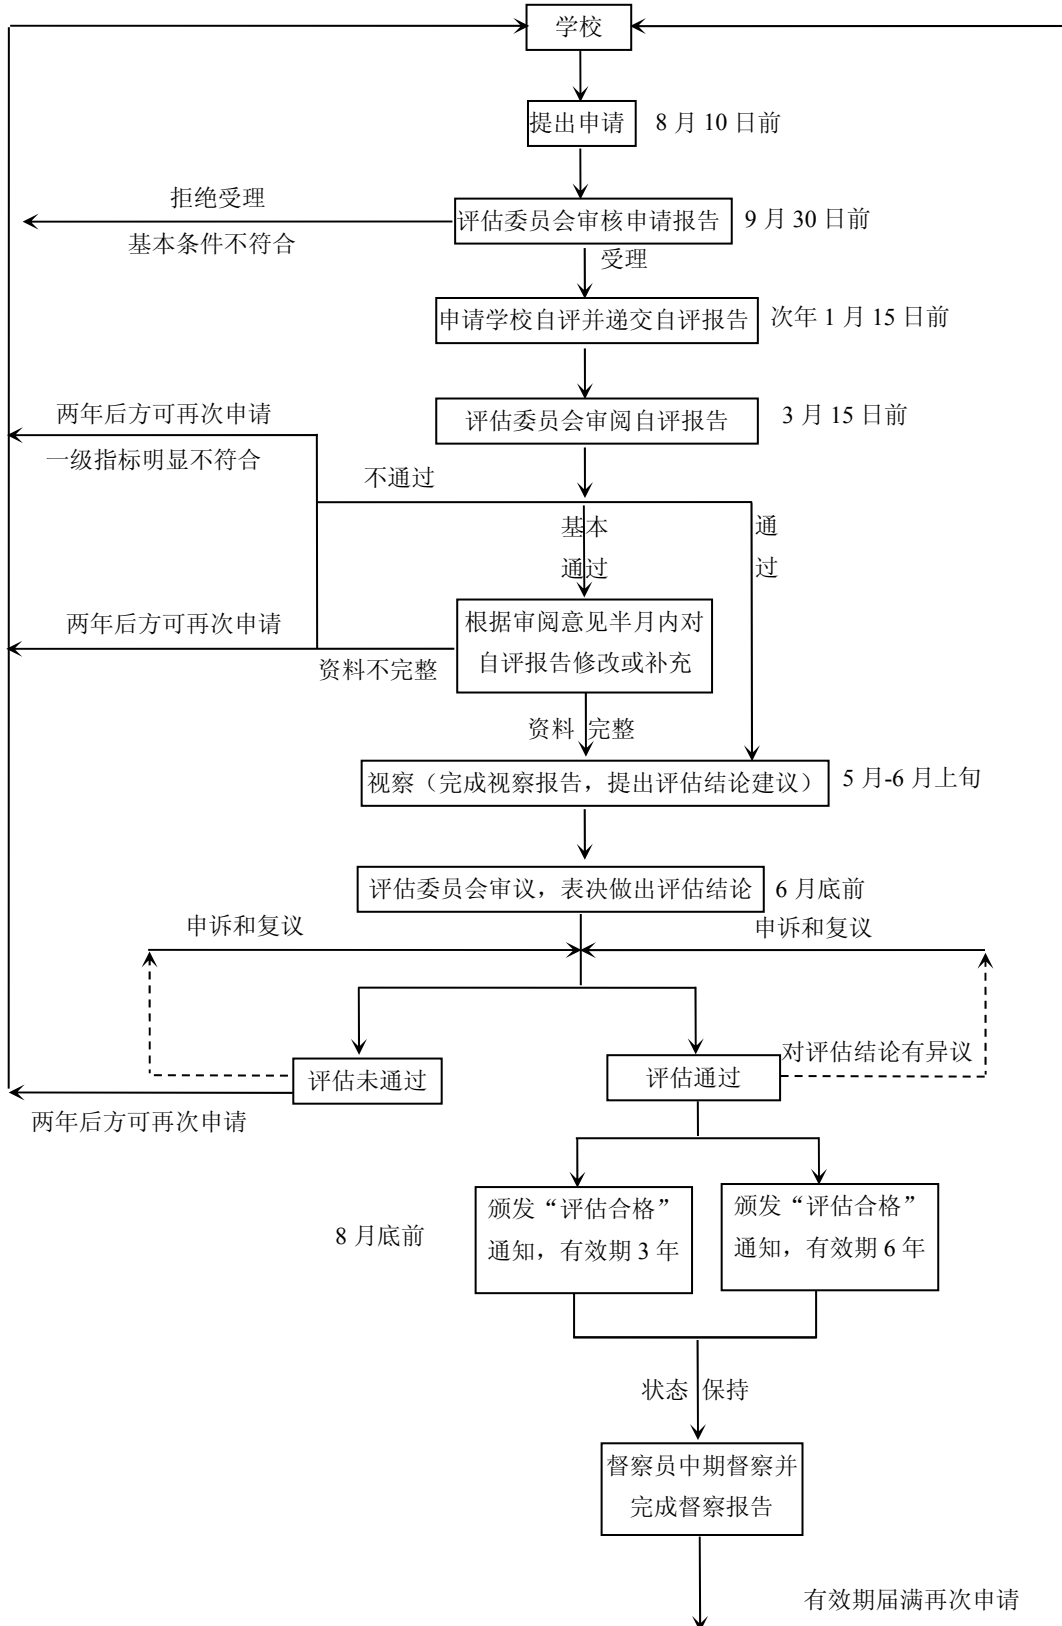 学校
提出申请
8 月 10 日前
拒绝受理
基本条件不符合
评估委员会审核申请报告
9 月 30 日前
受理
申请学校自评并递交自评报告
次年 1 月 15 日前
两年后方可再次申请
一级指标明显不符合
评估委员会审阅自评报告
3 月 15 日前
不通过
基本
通过
通
过
两年后方可再次申请
资料不完整
根据审阅意见半月内对
自评报告修改或补充
资料 完整
视察（完成视察报告，提出评估结论建议）
5 月-6 月上旬
评估委员会审议，表决做出评估结论
6 月底前
申诉和复议
申诉和复议
评估未通过
评估通过
对评估结论有异议
两年后方可再次申请
8 月底前
颁发“评估合格”
通知，有效期 3 年
颁发“评估合格”
通知，有效期 6 年
状态 保持
督察员中期督察并
完成督察报告
有效期届满再次申请